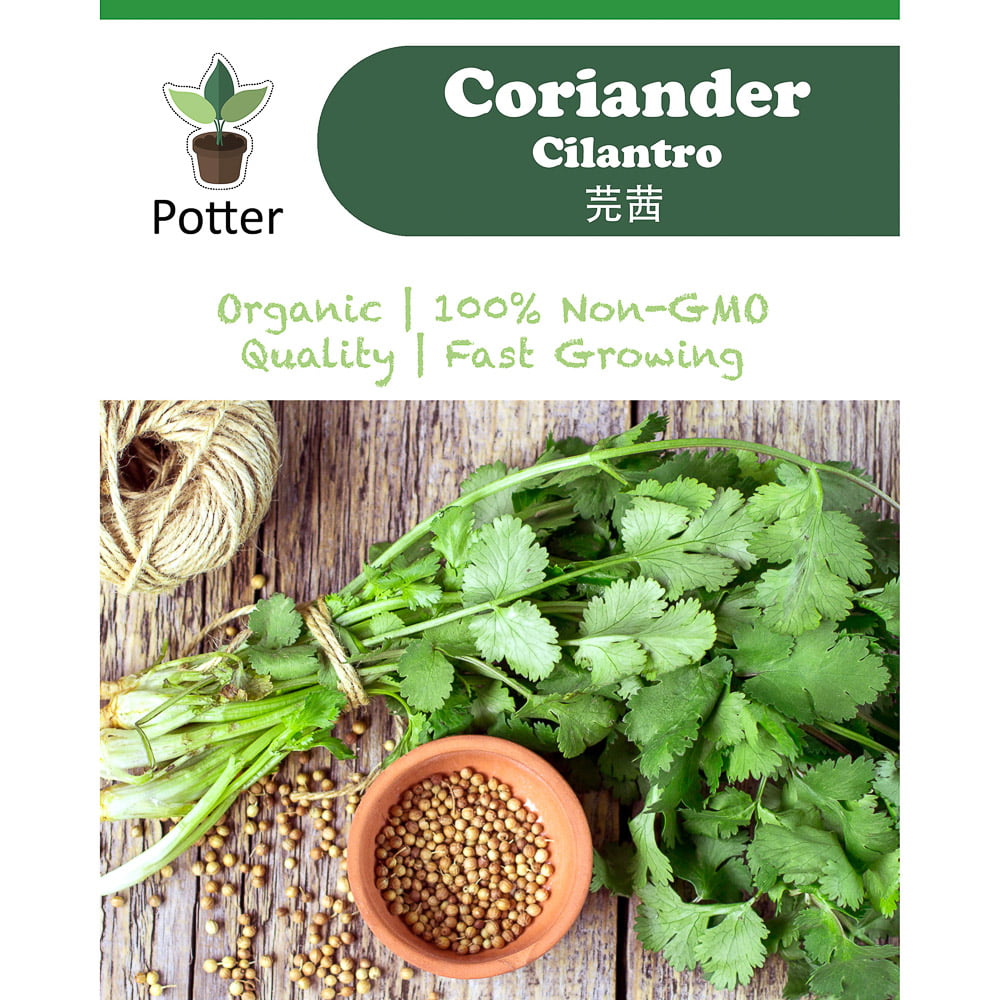 Potter
Coriander
Cilantro
芫茜
Organic | 100% Non-GMO
Quality | Fast Growing